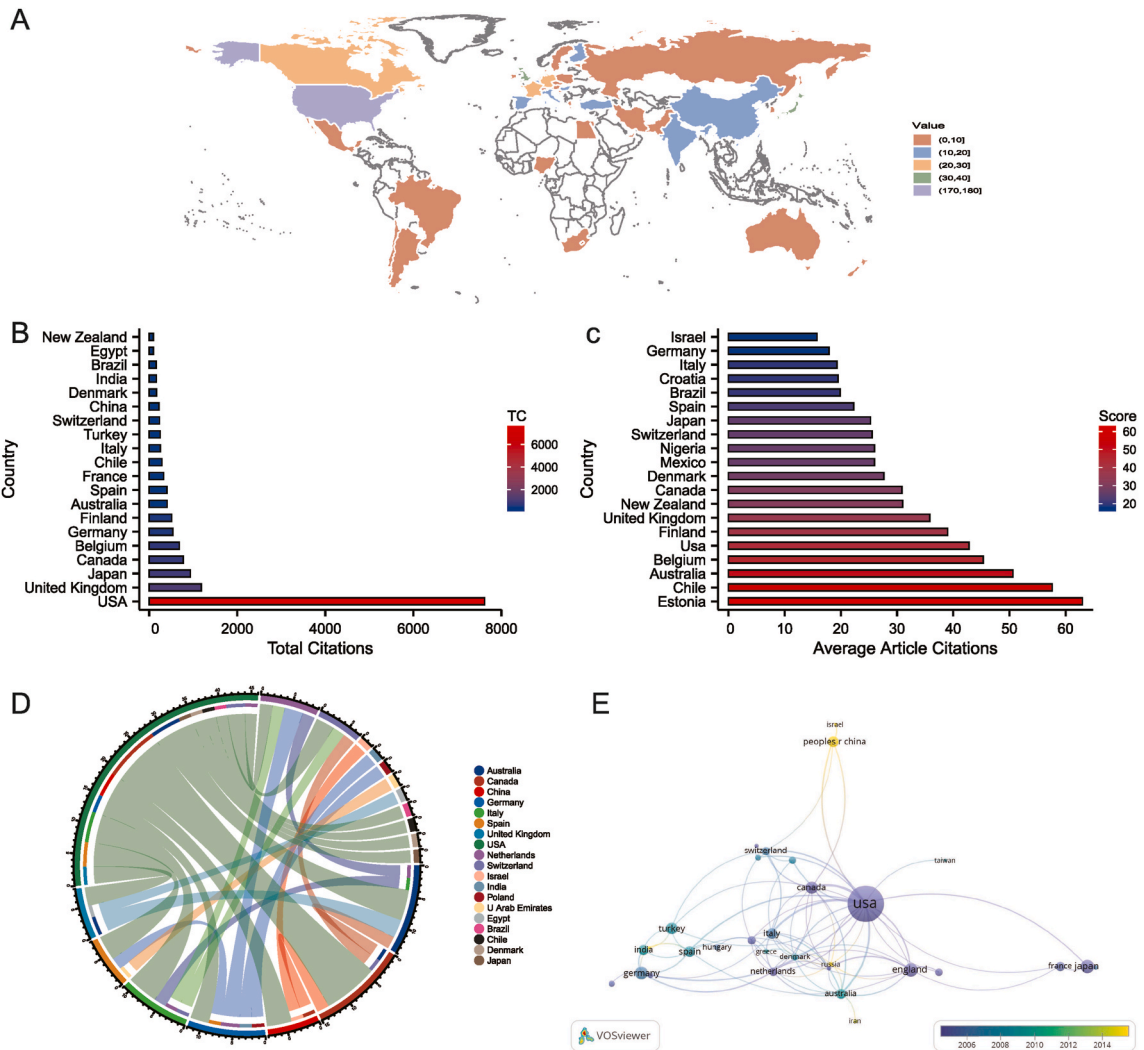 A
Value
(0,10]
(10,20]
(20,30]
(30,40]
(170,180]
B
Country
New Zealand
Egypt
Brazil
India
Denmark
China
Switzerland
Turkey
Italy
Chile
France
Spain
Australia
Finland
Germany
Belgium
Canada
Japan
United Kingdom
USA
0 2000 4000 6000 8000
Total Citations
TC
6000
4000
2000
c
Country
Israel
Germany
Italy
Croatia
Brazil
Spain
Japan
Switzerland
Nigeria
Mexico
Denmark
Canada
New Zealand
United Kingdom
Finland
Usa
Belgium
Australia
Chile
Estonia
0 10 20 30 40 50 60
Average Article Citations
Score
60
50
40
30
20
D
Australia
Canada
China
Germany
Italy
Spain
United Kingdom
USA
Netherlands
Switzerland
Israel
India
Poland
U Arab Emirates
Egypt
Brazil
Chile
Denmark
Japan
E
israel
peoples r china
switzerland
taiwan
canada
usa
turkey
italy
india
spain
hungary
greece
denmark
russia
germany
netherlands
england
france
japan
australia
iran
VOSviewer
2006 2008 2010 2012 2014